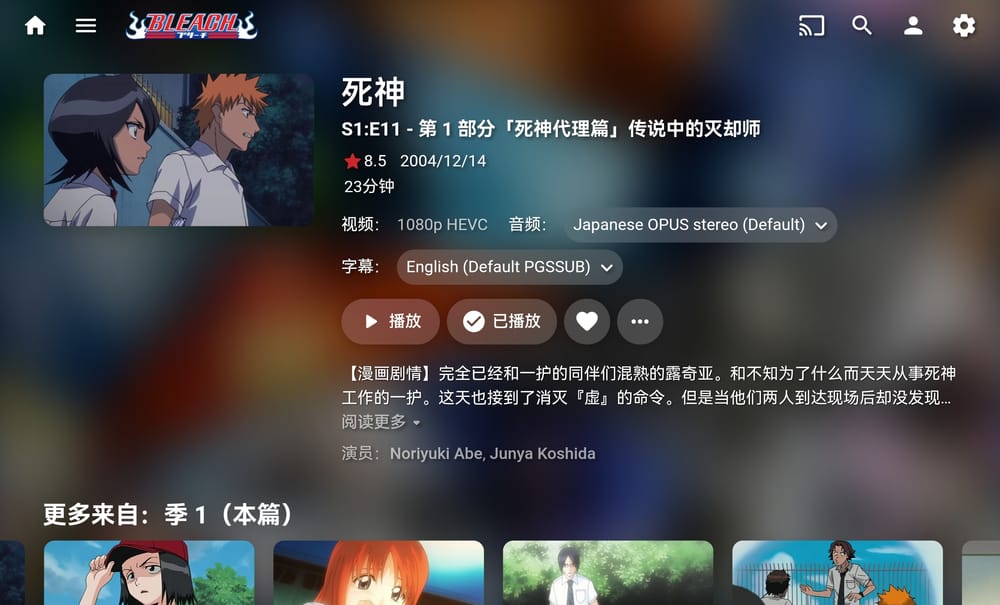 BLEACH
ブリーチ
死神
S1:E11 - 第 1 部分「死神代理篇」传说中的灭却师
8.5 2004/12/14
23分钟
视频： 1080p HEVC 音频： Japanese OPUS stereo (Default)
字幕： English (Default PGSSUB)
播放 已播放
【漫画剧情】完全已经和一护的同伴们混熟的露奇亚。和不知为了什么而天天从事死神
工作的一护。这天也接到了消灭『虚』的命令。但是当他们两人到达现场后却没发现...
阅读更多
演员： Noriyuki Abe, Junya Koshida
更多来自：季 1（本篇）